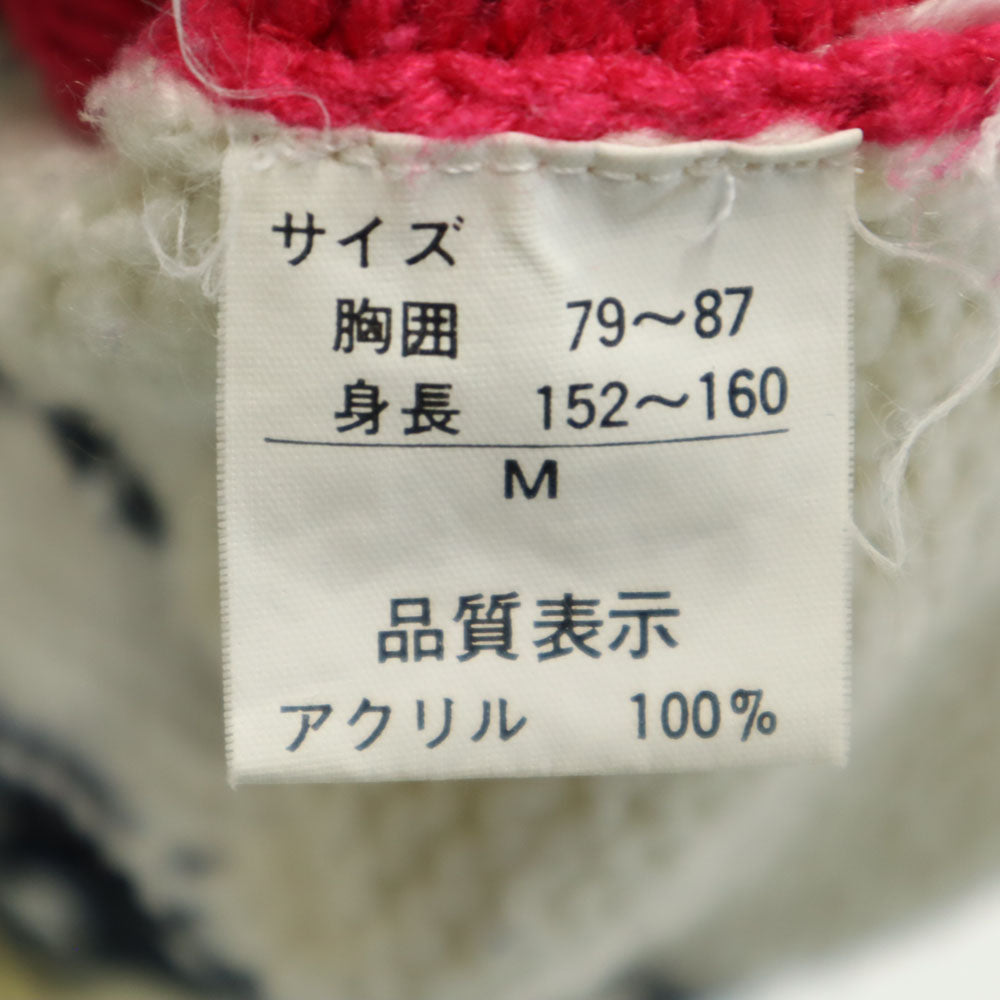 サイズ
胸囲 79～87
身長 152～160
M
品質表示
アクリル 100%